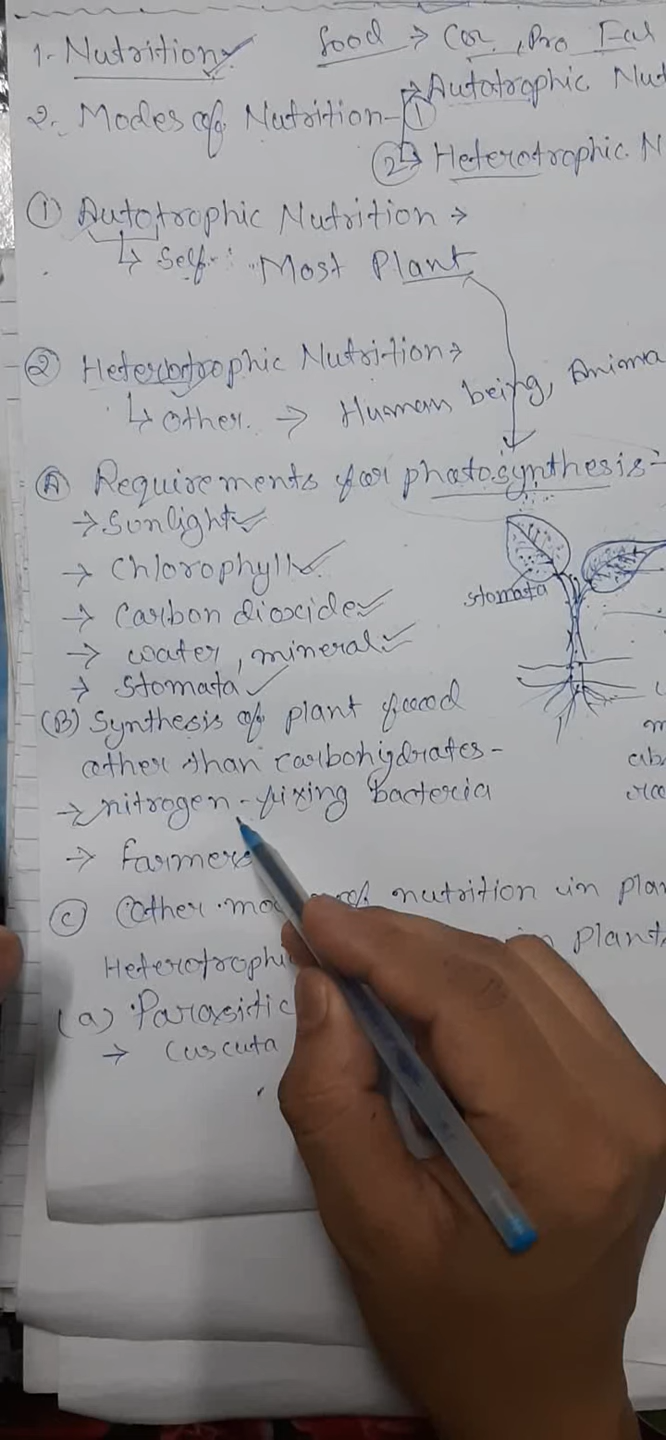 1. Nutrition food → Car, Pro Fat
2. Modes of Nutrition - ① → Autotrophic Nut
② → Heterotrophic N
① Autotrophic Nutrition →
↳ Self Most Plant
② Heterotrophic Nutrition →
↳ Other. → Human being, Anima
Ⓐ Requirements for photosynthesis :-
→ Sunlight ✓
→ Chlorophyll ✓
→ Carbon dioxide ✓
→ water, mineral ✓
→ Stomata ✓
stomata
(B) Synthesis of plant food
other than carbohydrates -
→ nitrogen-fixing bacteria
→ Farmers
Ⓒ Other mo of nutrition in plan
Heterotrophi in Plant
(a) Parasitic
→ Cuscuta